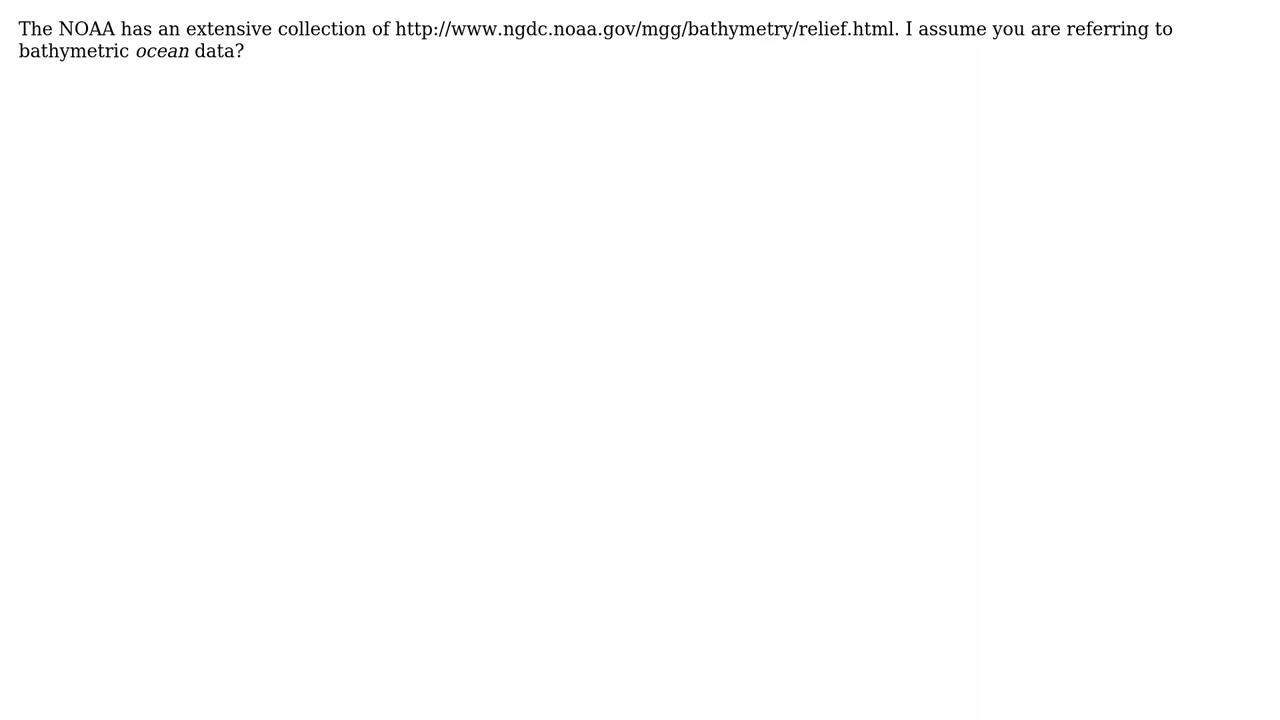 The NOAA has an extensive collection of http://www.ngdc.noaa.gov/mgg/bathymetry/relief.html. I assume you are referring to
bathymetric ocean data?